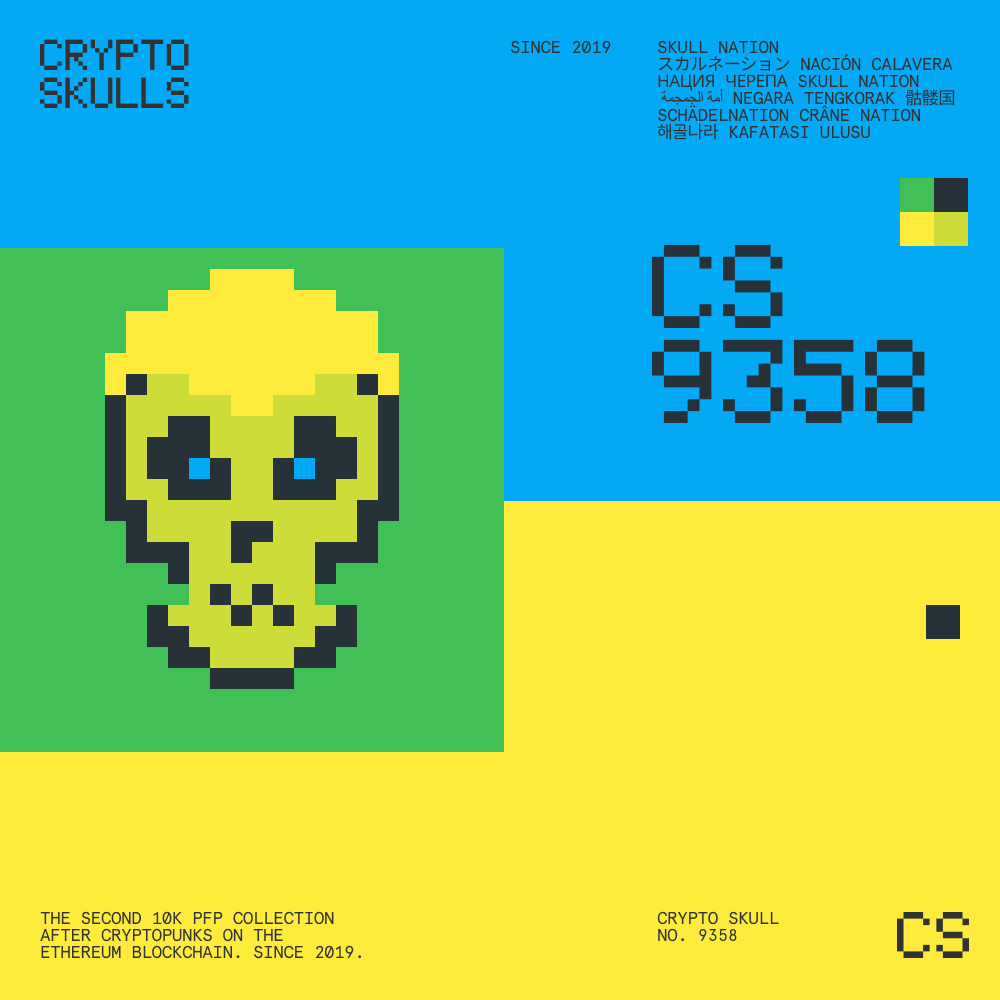 CRYPTO
SKULLS
SINCE 2019
SKULL NATION
スカルネーション NACIÓN CALAVERA
НАЦИЯ ЧЕРЕПА SKULL NATION
أمة الجمجمة NEGARA TENGKORAK 骷髅国
SCHÄDELNATION CRÂNE NATION
해골나라 KAFATASI ULUSU
CS
9358
THE SECOND 10K PFP COLLECTION
AFTER CRYPTOPUNKS ON THE
ETHEREUM BLOCKCHAIN. SINCE 2019.
CRYPTO SKULL
NO. 9358
CS